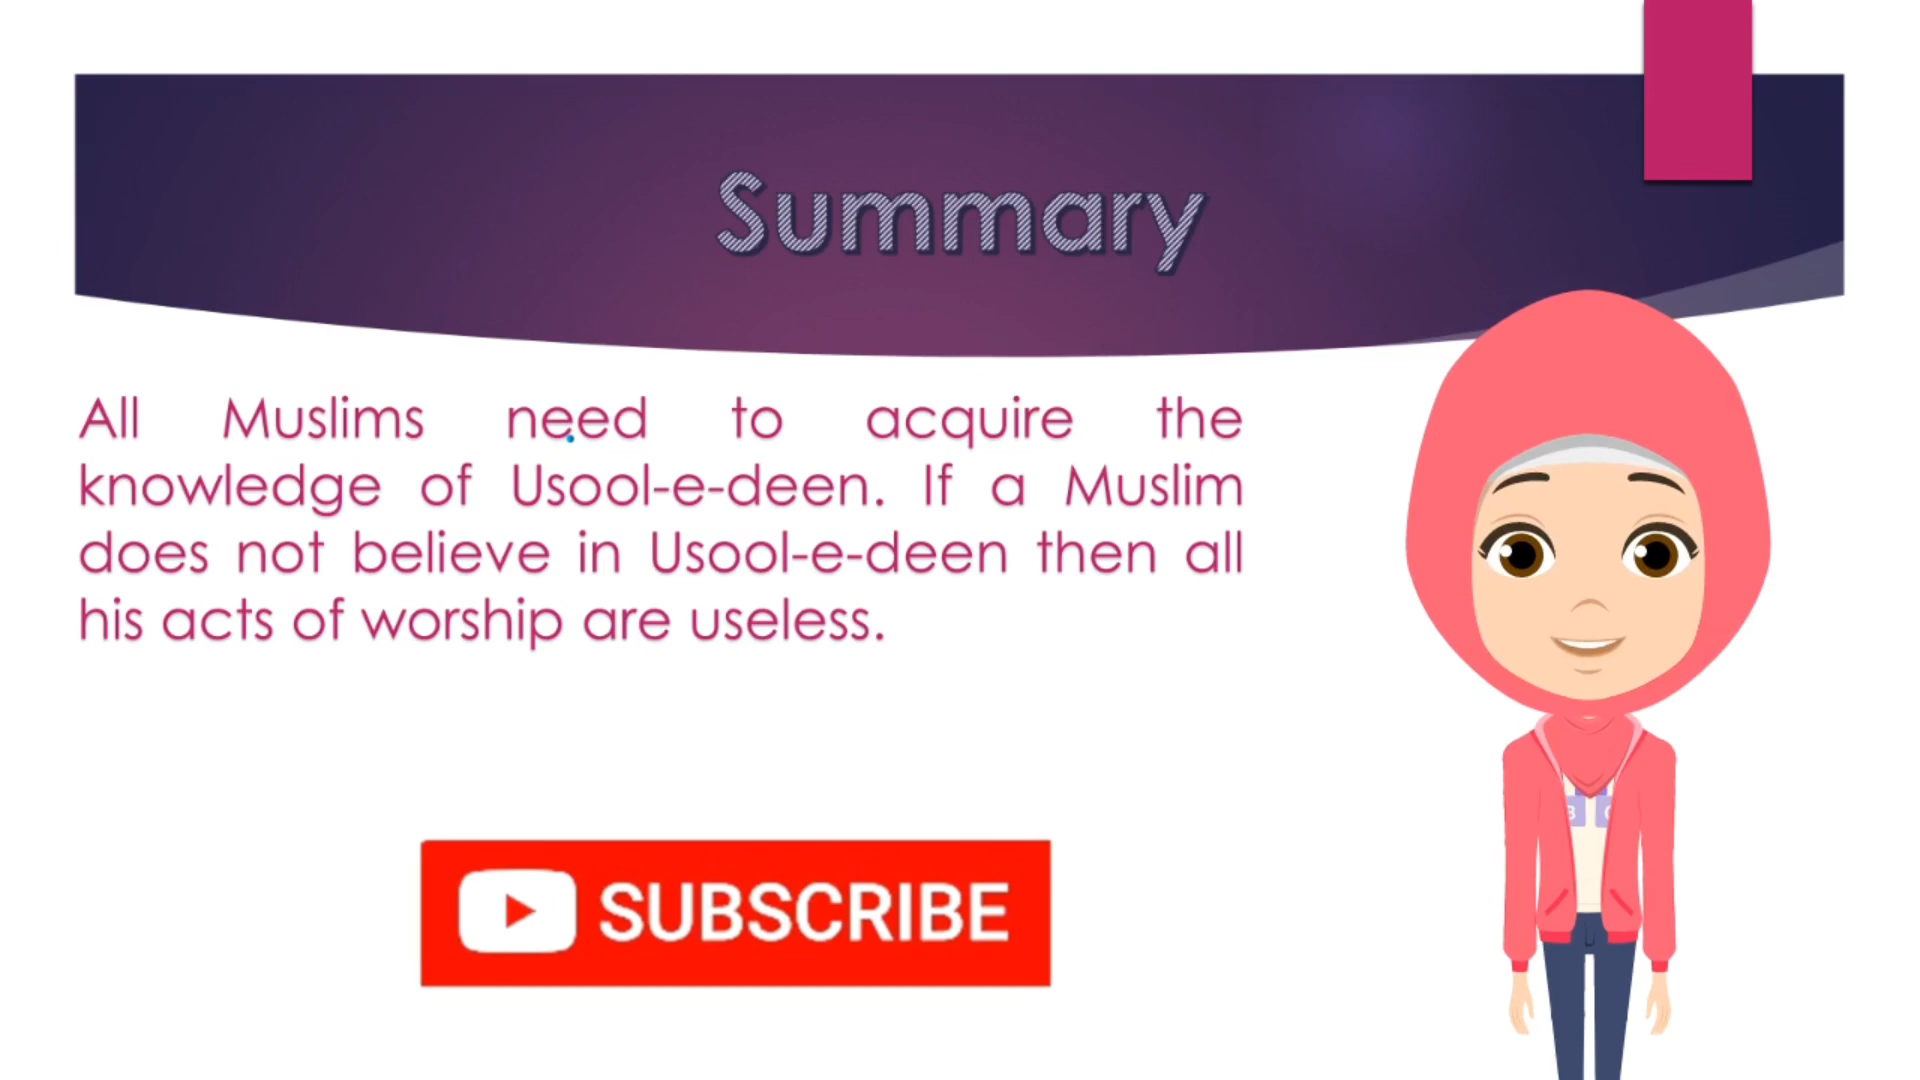 Summary
All Muslims need to acquire the
knowledge of Usool-e-deen. If a Muslim
does not believe in Usool-e-deen then all
his acts of worship are useless.
SUBSCRIBE
B